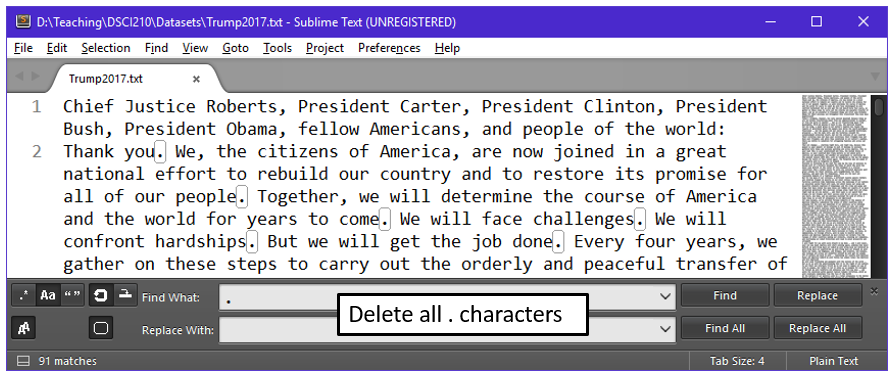 D:\Teaching\DSCI210\Datasets\Trump2017.txt - Sublime Text (UNREGISTERED)
File Edit Selection Find View Goto Tools Project Preferences Help
Trump2017.txt ×
1 Chief Justice Roberts, President Carter, President Clinton, President
Bush, President Obama, fellow Americans, and people of the world:
2 Thank you. We, the citizens of America, are now joined in a great
national effort to rebuild our country and to restore its promise for
all of our people. Together, we will determine the course of America
and the world for years to come. We will face challenges. We will
confront hardships. But we will get the job done. Every four years, we
gather on these steps to carry out the orderly and peaceful transfer of
.* Aa “ ” Find What: . Find Replace
Delete all . characters
AA Replace With: Find All Replace All
91 matches Tab Size: 4 Plain Text